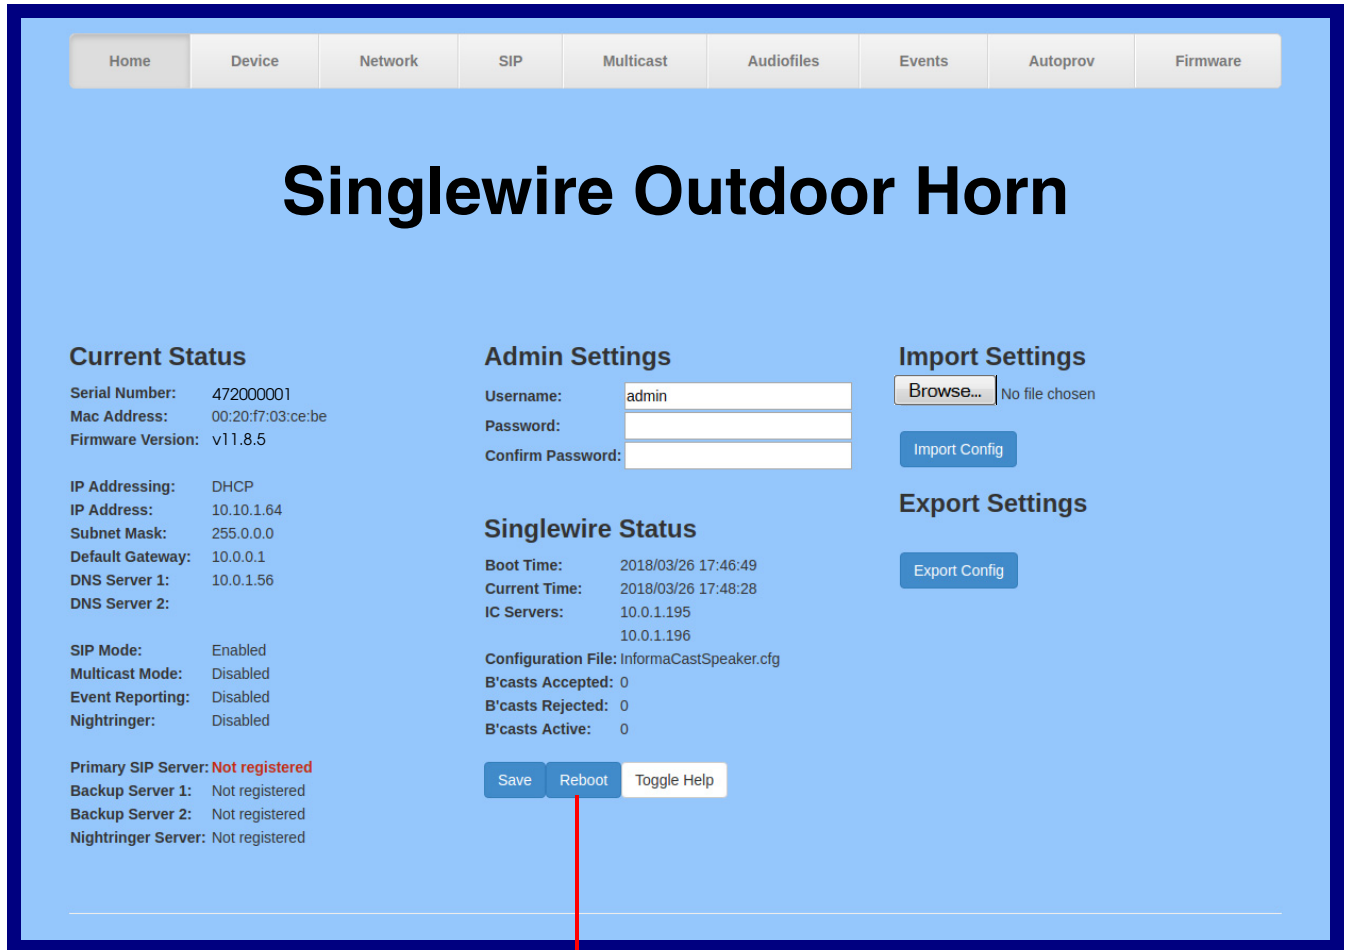 Home Device Network SIP Multicast Audiofiles Events Autoprov Firmware
Singlewire Outdoor Horn
Current Status
Serial Number: 472000001
Mac Address: 00:20:f7:03:ce:be
Firmware Version: v11.8.5
IP Addressing: DHCP
IP Address: 10.10.1.64
Subnet Mask: 255.0.0.0
Default Gateway: 10.0.0.1
DNS Server 1: 10.0.1.56
DNS Server 2:
SIP Mode: Enabled
Multicast Mode: Disabled
Event Reporting: Disabled
Nightringer: Disabled
Primary SIP Server: Not registered
Backup Server 1: Not registered
Backup Server 2: Not registered
Nightringer Server: Not registered
Admin Settings
Username: admin
Password:
Confirm Password:
Singlewire Status
Boot Time: 2018/03/26 17:46:49
Current Time: 2018/03/26 17:48:28
IC Servers: 10.0.1.195
10.0.1.196
Configuration File: InformaCastSpeaker.cfg
B'casts Accepted: 0
B'casts Rejected: 0
B'casts Active: 0
Save Reboot Toggle Help
Import Settings
Browse... No file chosen
Import Config
Export Settings
Export Config